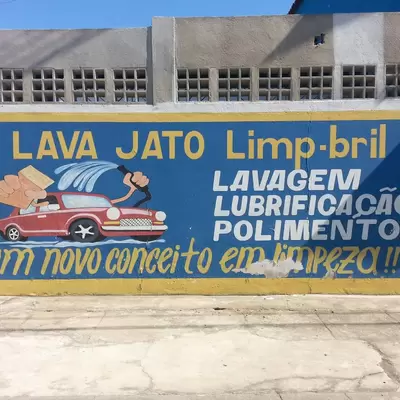 LAVA JATO Limp-bril
LAVAGEM
LUBRIFICAÇÃO
POLIMENTO
um novo conceito em limpeza!!